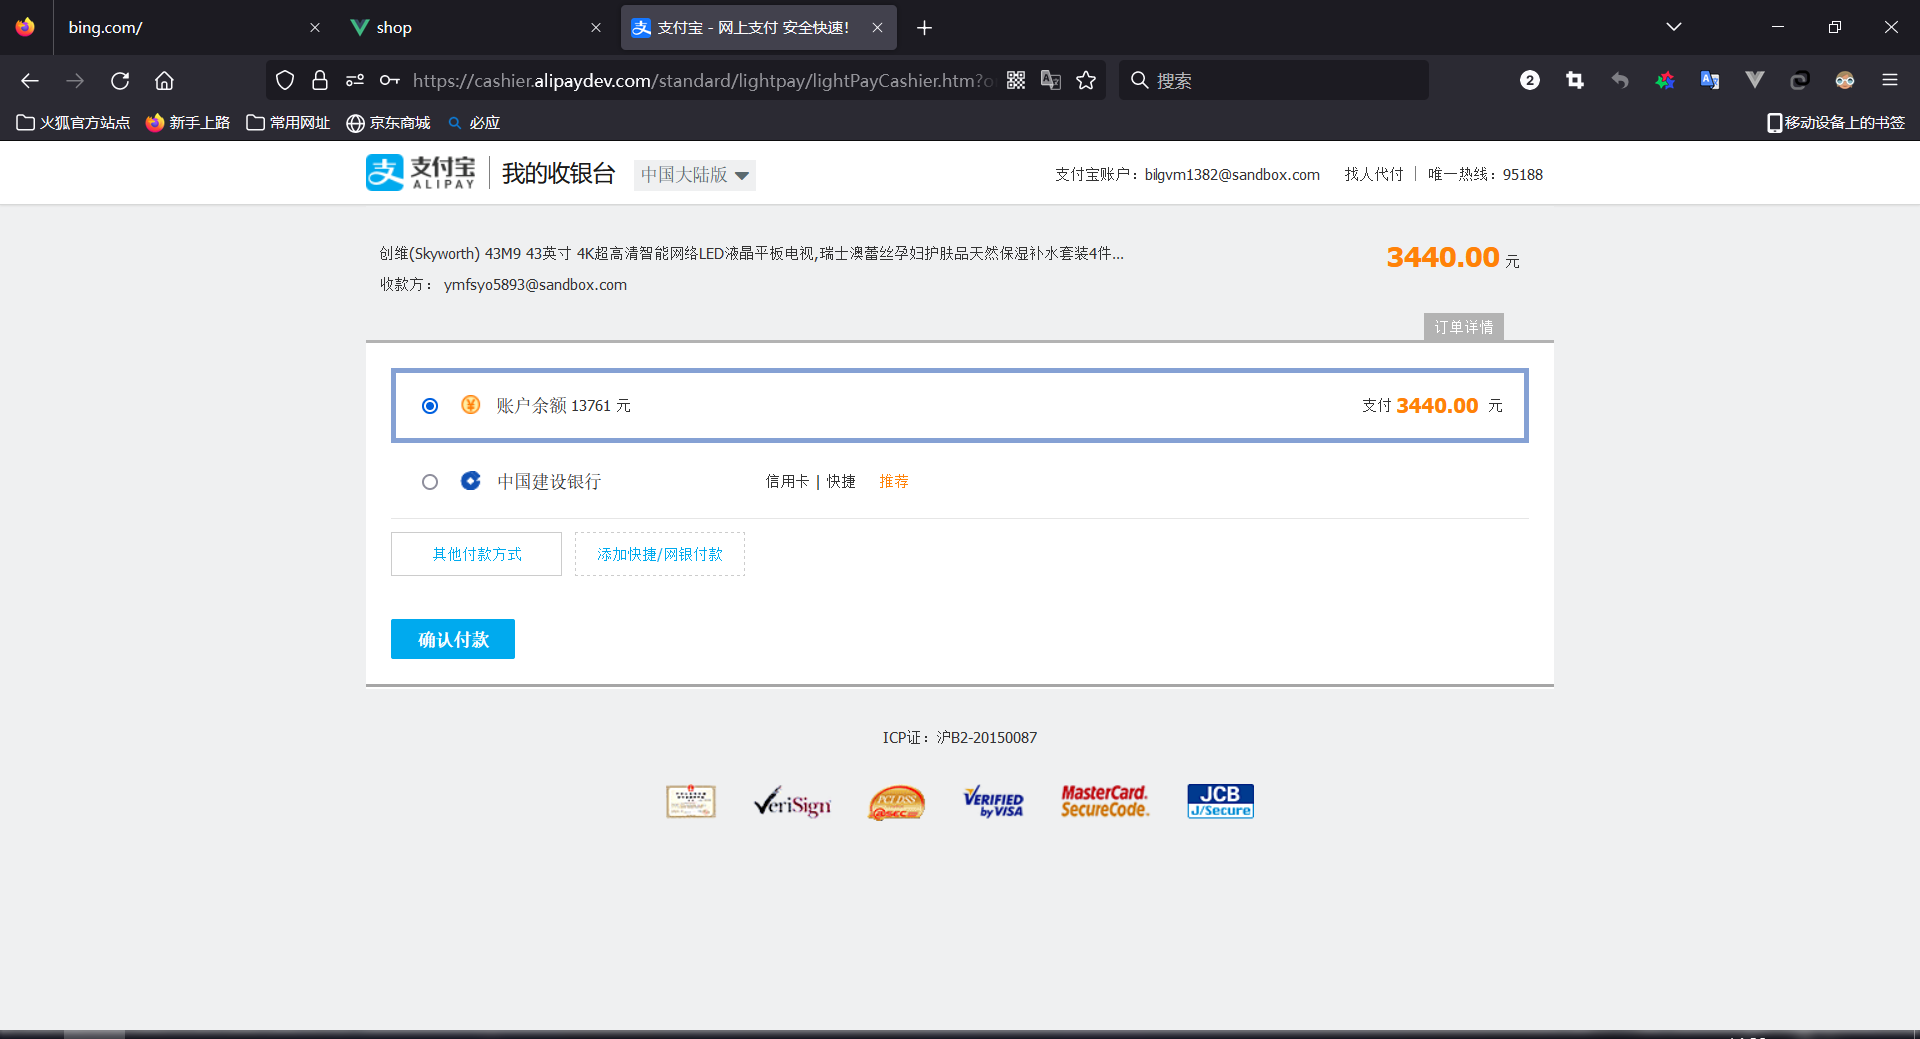 bing.com/
shop
支付宝 - 网上支付 安全快速！
https://cashier.alipaydev.com/standard/lightpay/lightPayCashier.htm?o
搜索
2
火狐官方站点
新手上路
常用网址
京东商城
必应
移动设备上的书签
支 支付宝 ALIPAY
我的收银台
中国大陆版
支付宝账户：bilgvm1382@sandbox.com
找人代付
唯一热线：95188
创维(Skyworth) 43M9 43英寸 4K超高清智能网络LED液晶平板电视,瑞士澳蕾丝孕妇护肤品天然保湿补水套装4件...
3440.00 元
收款方： ymfsyo5893@sandbox.com
订单详情
账户余额 13761 元
支付 3440.00 元
中国建设银行
信用卡 | 快捷
推荐
其他付款方式
添加快捷/网银付款
确认付款
ICP证：沪B2-20150087
VeriSign
PCI DSS
VERIFIED by VISA
MasterCard. SecureCode.
JCB J/Secure